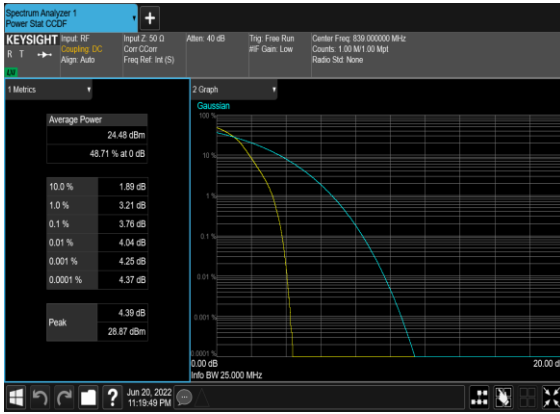 Spectrum Analyzer 1
Power Stat CCDF
KEYSIGHT
R T
Input: RF
Coupling: DC
Align: Auto
Input Z: 50 Ω
Corr CCorr
Freq Ref: Int (S)
Atten: 40 dB
Trig: Free Run
#IF Gain: Low
Center Freq: 839.000000 MHz
Counts: 1.00 M/1.00 Mpt
Radio Std: None
1 Metrics
Average Power
24.48 dBm
48.71 % at 0 dB
10.0 % 1.89 dB
1.0 % 3.21 dB
0.1 % 3.76 dB
0.01 % 4.04 dB
0.001 % 4.25 dB
0.0001 % 4.37 dB
Peak
4.39 dB
28.87 dBm
2 Graph
Gaussian
100 %
10 %
1 %
0.1 %
0.01 %
0.001 %
0.0001 %
0.00 dB
20.00 d
Info BW 25.000 MHz
?
Jun 20, 2022
11:19:49 PM